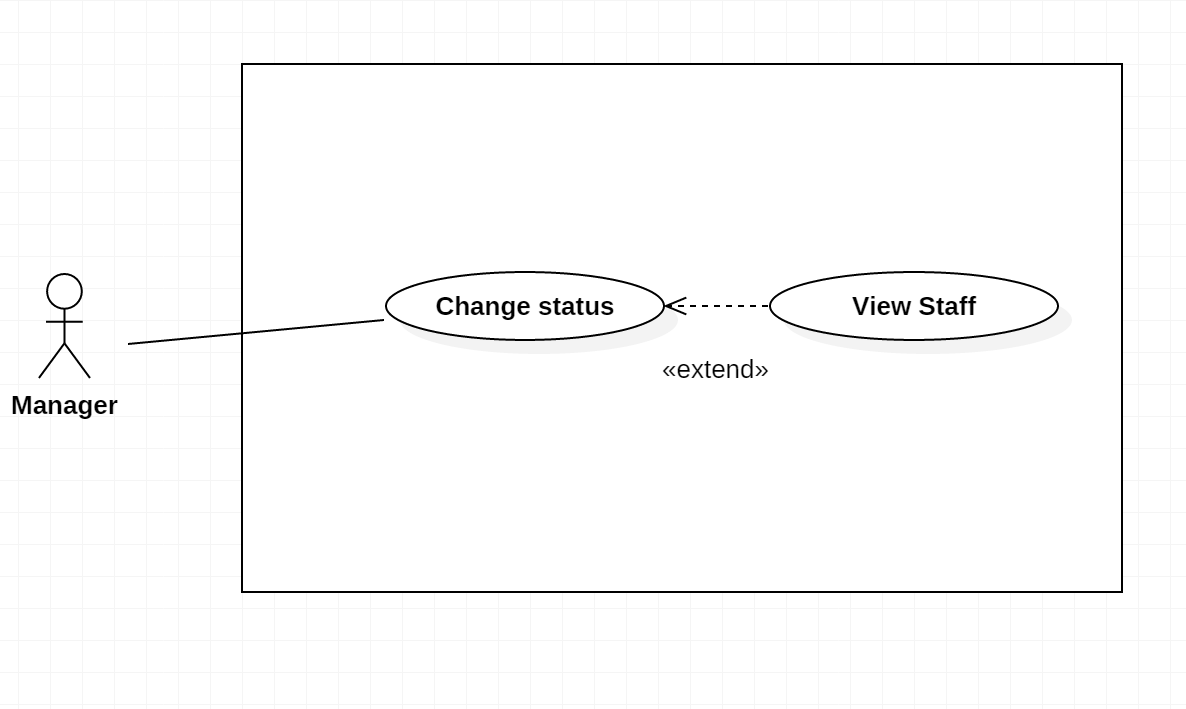 Change status
View Staff
«extend»
Manager